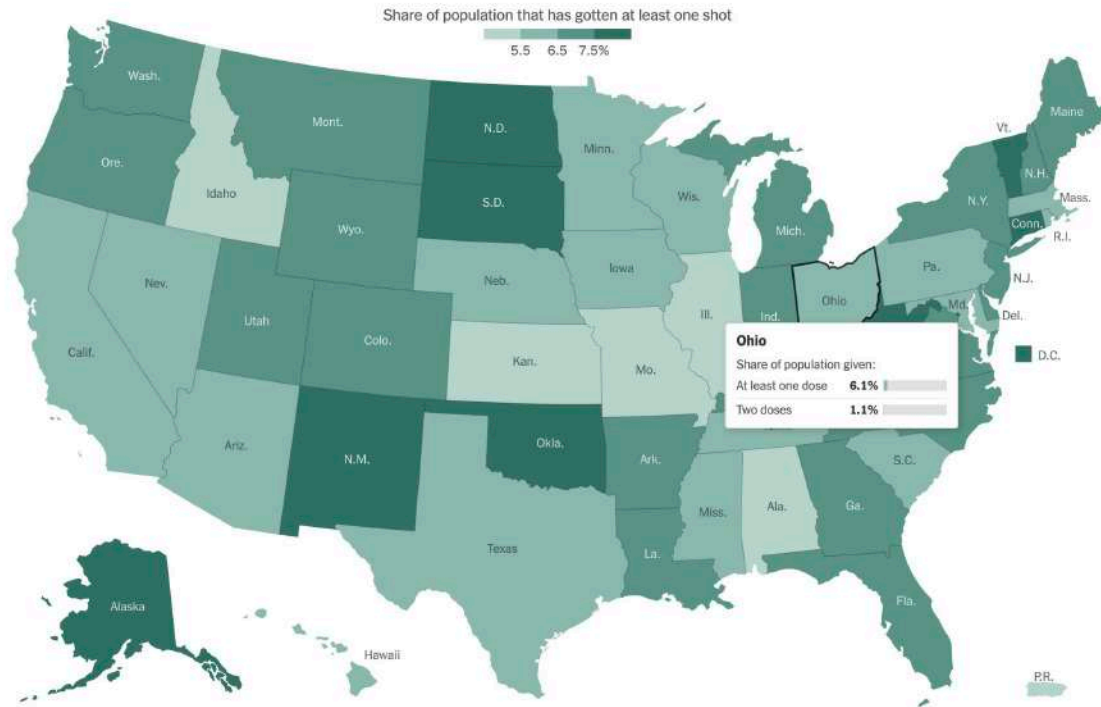 Share of population that has gotten at least one shot
5.5 6.5 7.5%
Wash.
Mont.
N.D.
Minn.
Vt.
Maine
Ore.
Idaho
S.D.
Wis.
N.H.
Wyo.
Mich.
N.Y.
Mass.
Conn.
R.I.
Nev.
Neb.
Iowa
Pa.
N.J.
Utah
Colo.
Ill.
Ind.
Ohio
Md.
Del.
Calif.
Kan.
Mo.
D.C.
Ohio
Share of population given:
At least one dose 6.1%
Two doses 1.1%
Ariz.
N.M.
Okla.
Ark.
S.C.
Texas
Miss.
Ala.
Ga.
La.
Fla.
Alaska
Hawaii
P.R.